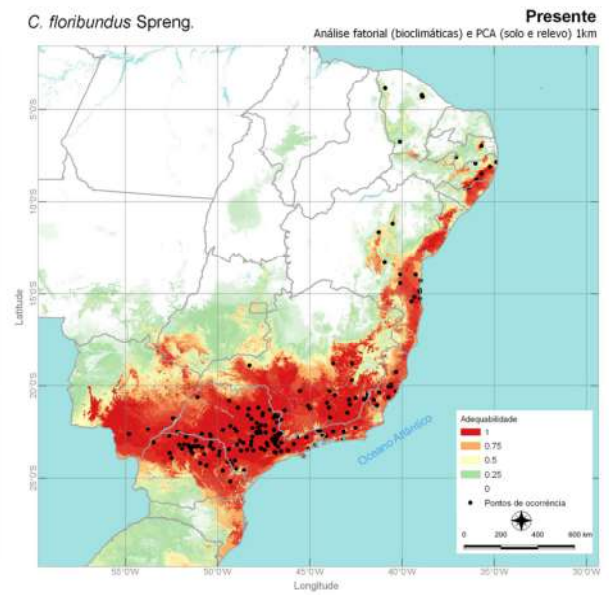 C. floribundus Spreng.
Presente
Análise fatorial (bioclimáticas) e PCA (solo e relevo) 1km
5°0'S
10°0'S
15°0'S
20°0'S
25°0'S
Latitude
Oceano Atlântico
Adequabilidade
1
0.75
0.5
0.25
0
Pontos de ocorrência
0 200 400 600 km
55°0'W 50°0'W 45°0'W 40°0'W 35°0'W 30°0'W
Longitude